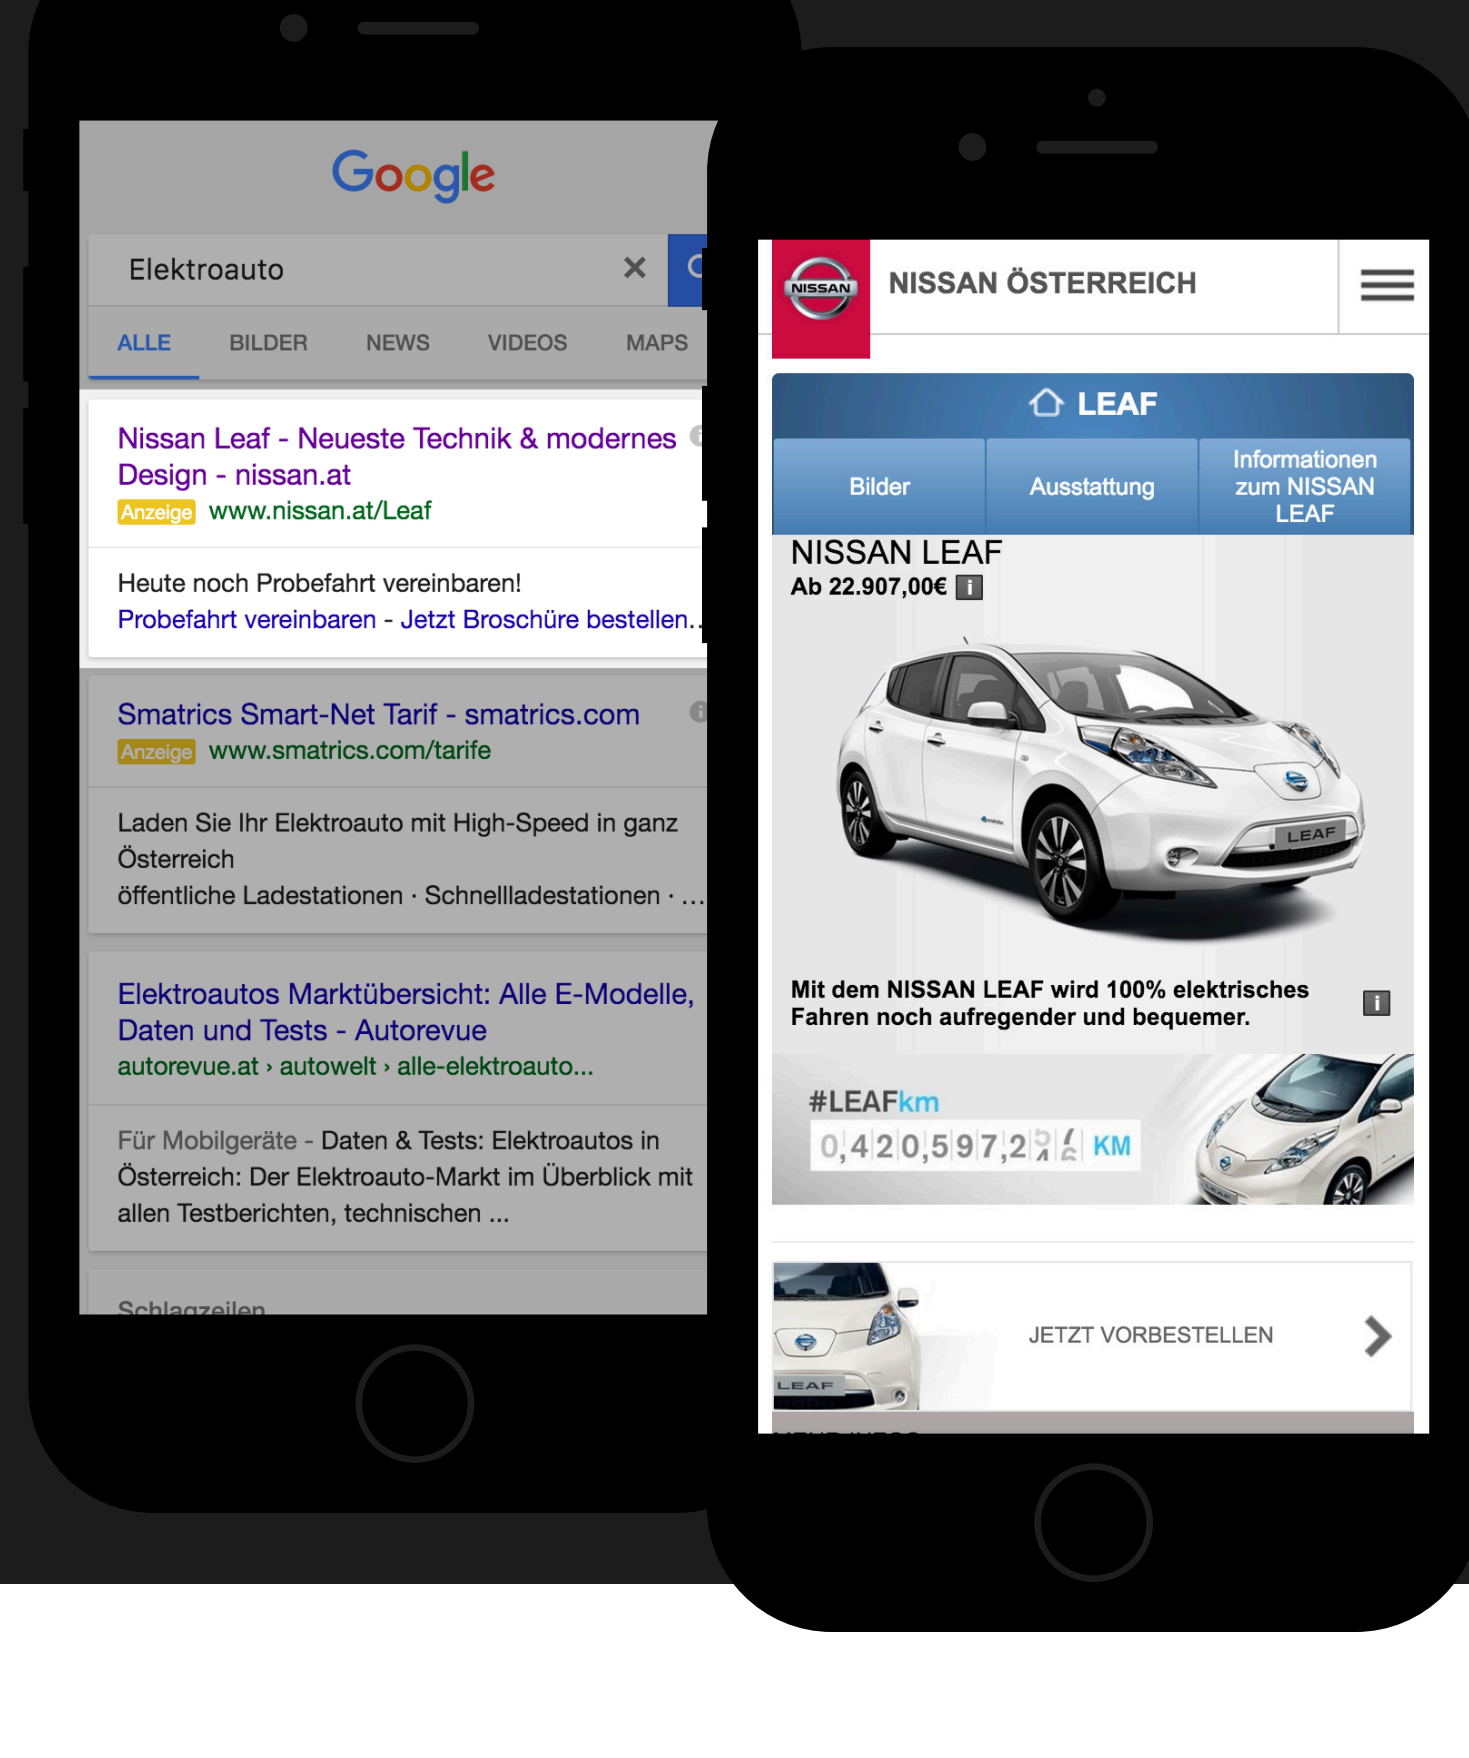 Google
Elektroauto
ALLE BILDER NEWS VIDEOS MAPS
Nissan Leaf - Neueste Technik & modernes
Design - nissan.at
Anzeige www.nissan.at/Leaf
Heute noch Probefahrt vereinbaren!
Probefahrt vereinbaren - Jetzt Broschüre bestellen...
Smatrics Smart-Net Tarif - smatrics.com
Anzeige www.smatrics.com/tarife
Laden Sie Ihr Elektroauto mit High-Speed in ganz
Österreich
öffentliche Ladestationen · Schnellladestationen · ...
Elektroautos Marktübersicht: Alle E-Modelle,
Daten und Tests - Autorevue
autorevue.at › autowelt › alle-elektroauto...
Für Mobilgeräte - Daten & Tests: Elektroautos in
Österreich: Der Elektroauto-Markt im Überblick mit
allen Testberichten, technischen ...
Schlagzeilen
NISSAN
NISSAN ÖSTERREICH
LEAF
Bilder
Ausstattung
Informationen
zum NISSAN
LEAF
NISSAN LEAF
Ab 22.907,00€ i
LEAF
Mit dem NISSAN LEAF wird 100% elektrisches
Fahren noch aufregender und bequemer.
i
#LEAFkm
0,420,597,2 KM
LEAF
JETZT VORBESTELLEN
LEAF